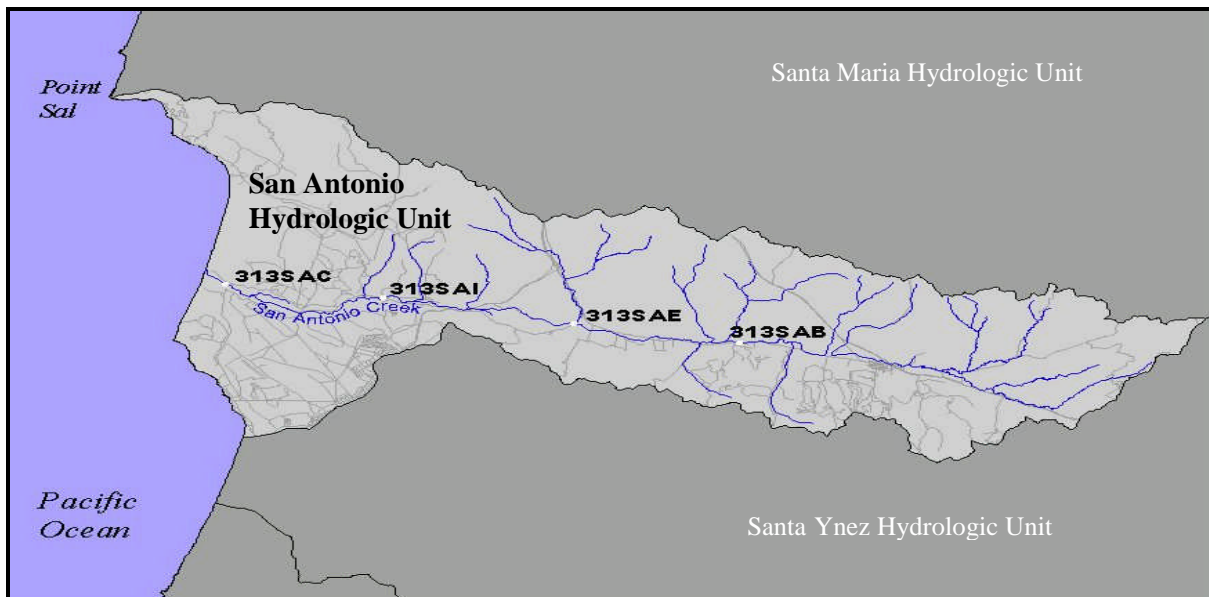 Santa Maria Hydrologic Unit
Point
Sal
San Antonio
Hydrologic Unit
313SAC
313SAI
San Antonio Creek
313SAE
313SAB
Pacific
Ocean
Santa Ynez Hydrologic Unit